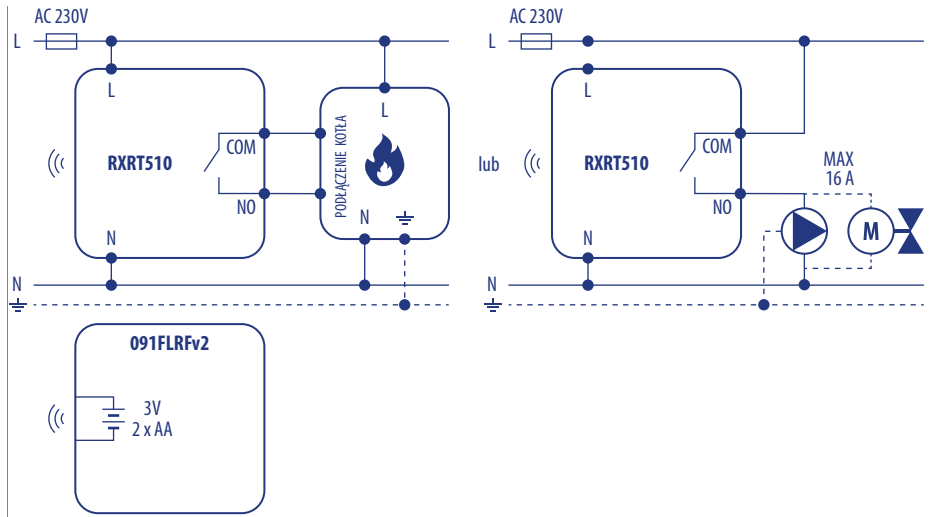 AC 230V
L
L
RXRT510
COM
NO
N
L
PODŁĄCZENIE KOTŁA
N
N
lub
AC 230V
L
L
RXRT510
COM
NO
N
MAX
16 A
M
N
091FLRFv2
3V
2 x AA